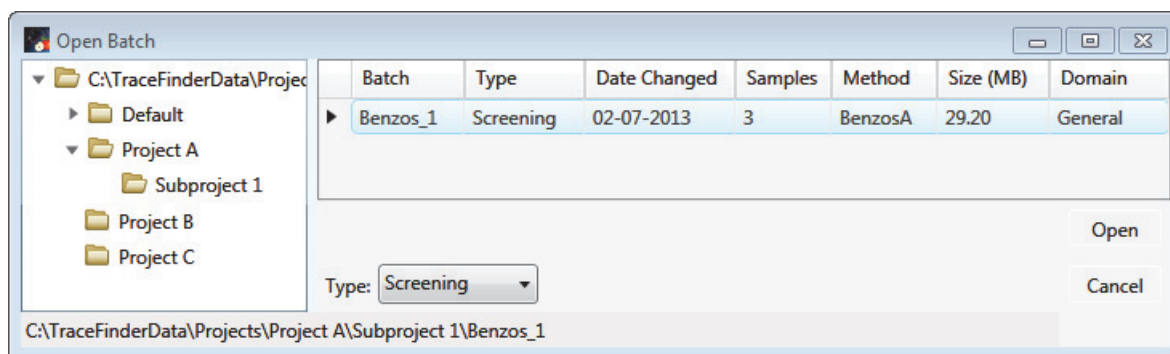 Open Batch
C:\TraceFinderData\Projec
Default
Project A
Subproject 1
Project B
Project C
Batch Type Date Changed Samples Method Size (MB) Domain
Benzos_1 Screening 02-07-2013 3 BenzosA 29.20 General
Open
Type: Screening
Cancel
C:\TraceFinderData\Projects\Project A\Subproject 1\Benzos_1